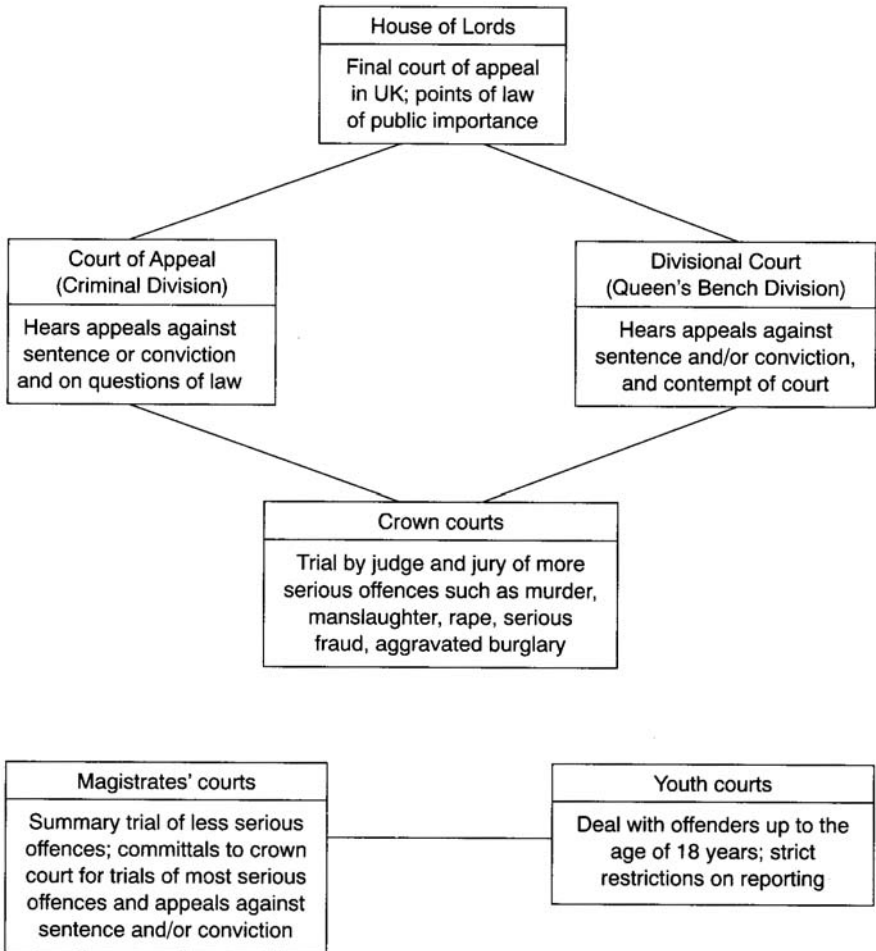 House of Lords
Final court of appeal
in UK; points of law
of public importance
Court of Appeal
(Criminal Division)
Hears appeals against
sentence or conviction
and on questions of law
Divisional Court
(Queen's Bench Division)
Hears appeals against
sentence and/or conviction,
and contempt of court
Crown courts
Trial by judge and jury of more
serious offences such as murder,
manslaughter, rape, serious
fraud, aggravated burglary
Magistrates' courts
Summary trial of less serious
offences; committals to crown
court for trials of most serious
offences and appeals against
sentence and/or conviction
Youth courts
Deal with offenders up to the
age of 18 years; strict
restrictions on reporting